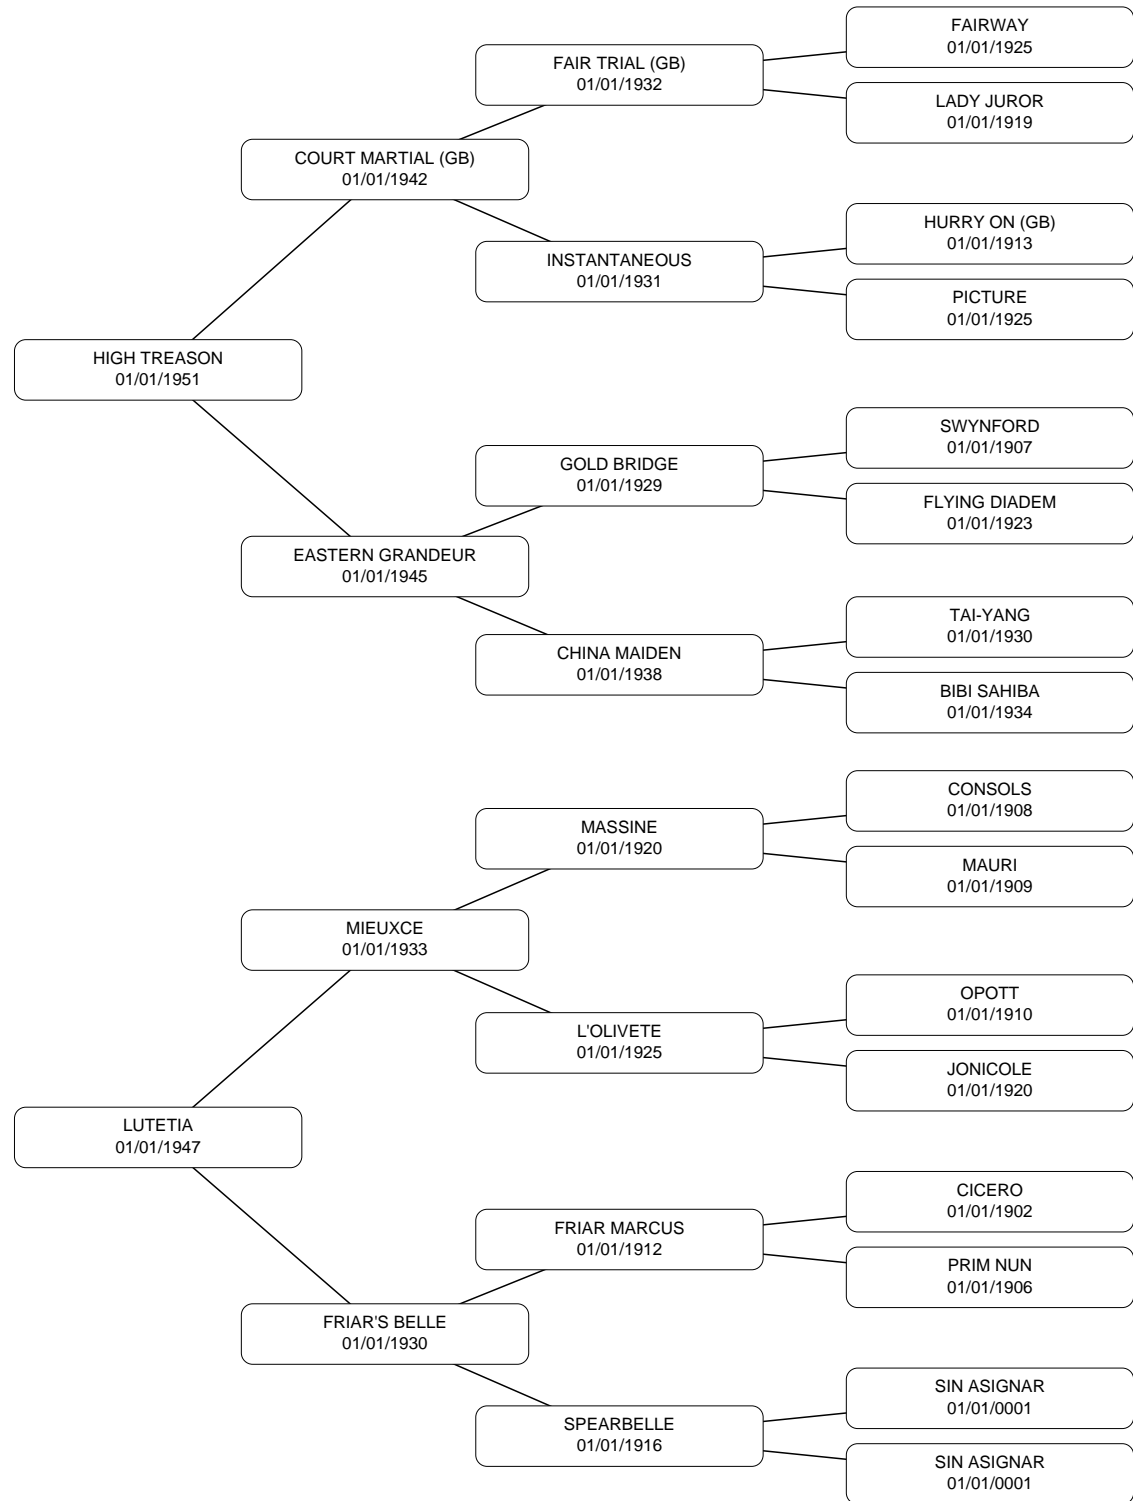 FAIRWAY
01/01/1925
FAIR TRIAL (GB)
01/01/1932
LADY JUROR
01/01/1919
COURT MARTIAL (GB)
01/01/1942
HURRY ON (GB)
01/01/1913
INSTANTANEOUS
01/01/1931
PICTURE
01/01/1925
HIGH TREASON
01/01/1951
SWYNFORD
01/01/1907
GOLD BRIDGE
01/01/1929
FLYING DIADEM
01/01/1923
EASTERN GRANDEUR
01/01/1945
TAI-YANG
01/01/1930
CHINA MAIDEN
01/01/1938
BIBI SAHIBA
01/01/1934
CONSOLS
01/01/1908
MASSINE
01/01/1920
MAURI
01/01/1909
MIEUXCE
01/01/1933
OPOTT
01/01/1910
L'OLIVETE
01/01/1925
JONICOLE
01/01/1920
LUTETIA
01/01/1947
CICERO
01/01/1902
FRIAR MARCUS
01/01/1912
PRIM NUN
01/01/1906
FRIAR'S BELLE
01/01/1930
SIN ASIGNAR
01/01/0001
SPEARBELLE
01/01/1916
SIN ASIGNAR
01/01/0001